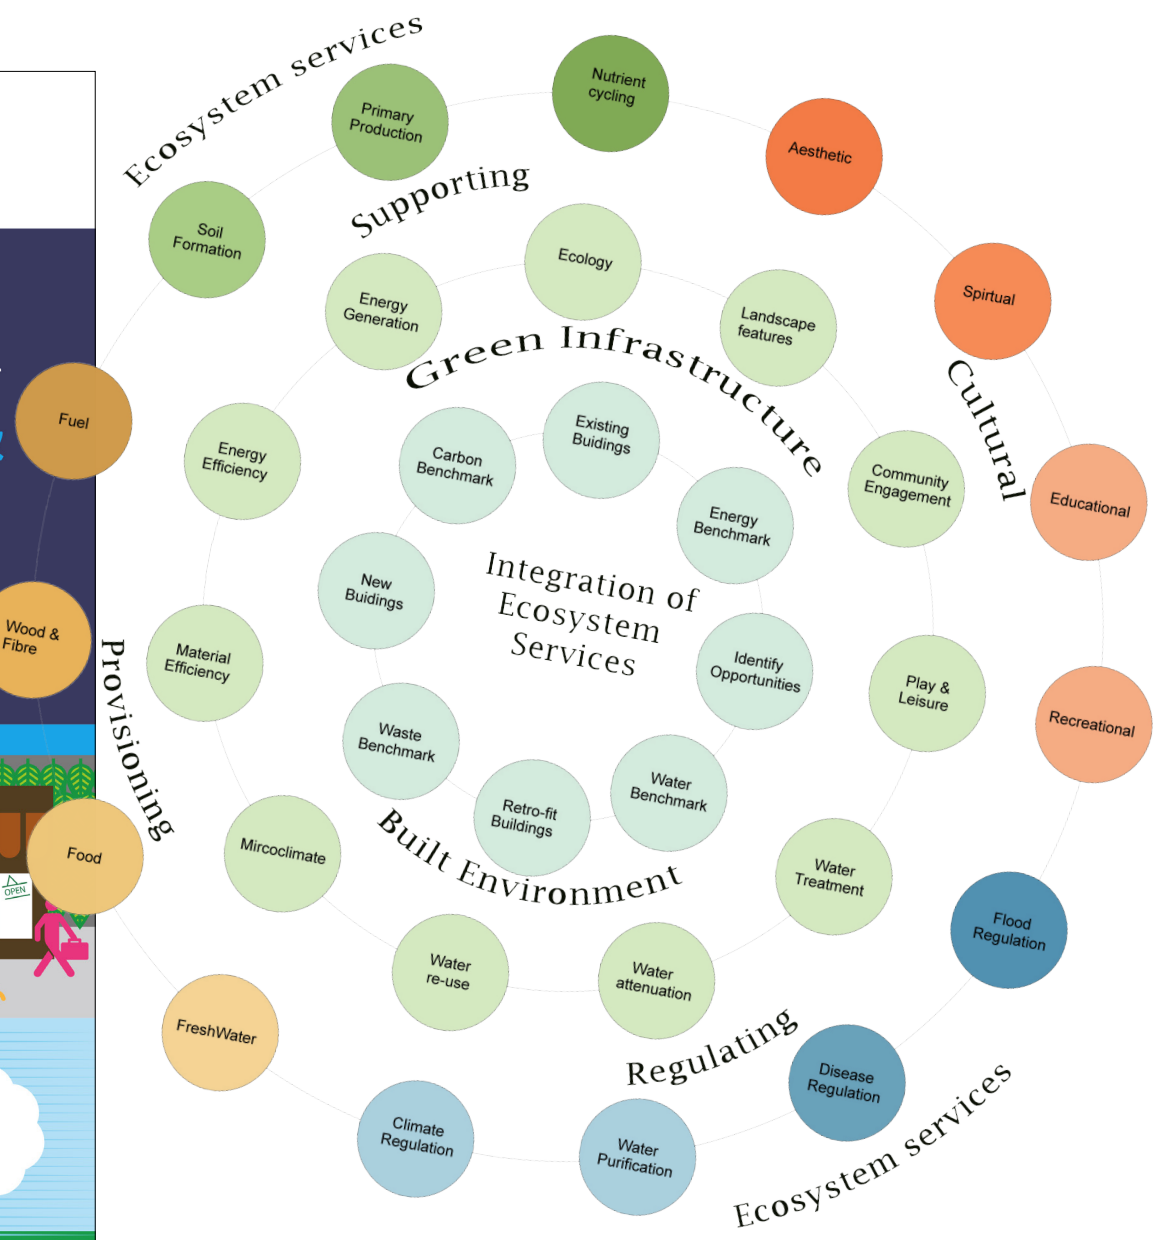 Ecosystem services
Primary
Production
Nutrient
cycling
Aesthetic
Soil
Formation
Supporting
Spirtual
Energy
Generation
Ecology
Landscape
features
Green Infrastructure
Cultural
Fuel
Energy
Efficiency
Carbon
Benchmark
Existing
Buidings
Energy
Benchmark
Community
Engagement
Educational
New
Buidings
Integration of
Ecosystem
Services
Wood &
Fibre
Provisioning
Material
Efficiency
Identify
Opportunities
Play &
Leisure
Recreational
Waste
Benchmark
Retro-fit
Buildings
Water
Benchmark
Built Environment
Food
OPEN
Mircoclimate
Water
Treatment
Flood
Regulation
Water
re-use
Water
attenuation
FreshWater
Regulating
Disease
Regulation
Climate
Regulation
Water
Purification
Ecosystem services